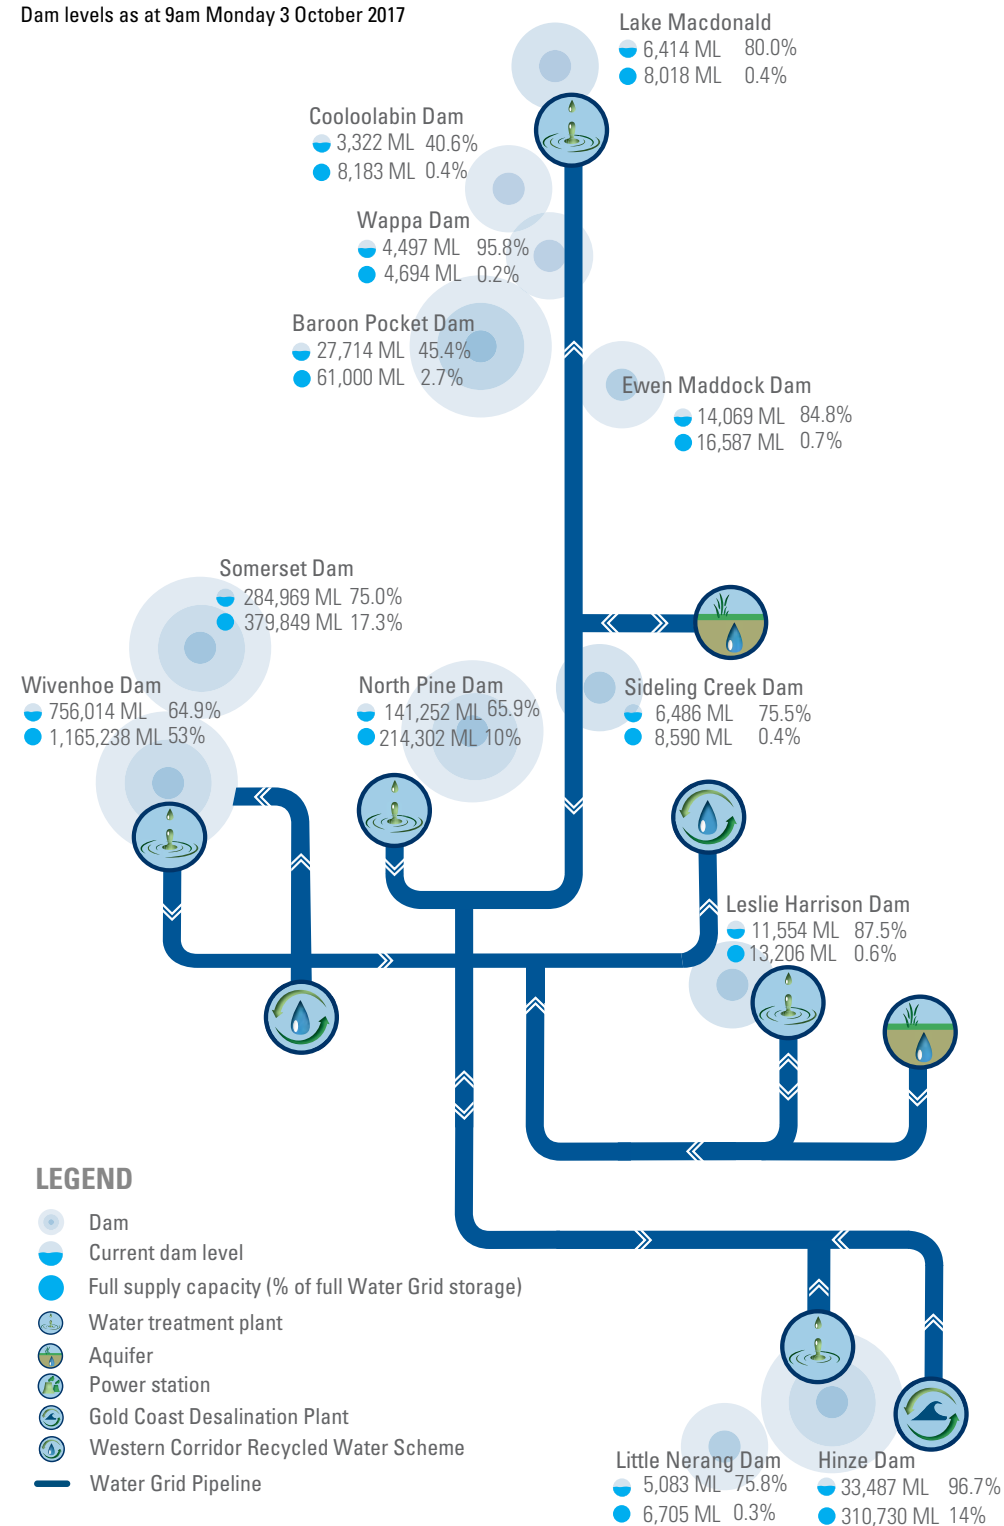 Dam levels as at 9am Monday 3 October 2017
Lake Macdonald
6,414 ML 80.0%
8,018 ML 0.4%
Cooloolabin Dam
3,322 ML 40.6%
8,183 ML 0.4%
Wappa Dam
4,497 ML 95.8%
4,694 ML 0.2%
Baroon Pocket Dam
27,714 ML 45.4%
61,000 ML 2.7%
Ewen Maddock Dam
14,069 ML 84.8%
16,587 ML 0.7%
Somerset Dam
284,969 ML 75.0%
379,849 ML 17.3%
Wivenhoe Dam
756,014 ML 64.9%
1,165,238 ML 53%
North Pine Dam
141,252 ML 65.9%
214,302 ML 10%
Sideling Creek Dam
6,486 ML 75.5%
8,590 ML 0.4%
Leslie Harrison Dam
11,554 ML 87.5%
13,206 ML 0.6%
LEGEND
Dam
Current dam level
Full supply capacity (% of full Water Grid storage)
Water treatment plant
Aquifer
Power station
Gold Coast Desalination Plant
Western Corridor Recycled Water Scheme
Water Grid Pipeline
Little Nerang Dam
5,083 ML 75.8%
6,705 ML 0.3%
Hinze Dam
33,487 ML 96.7%
310,730 ML 14%